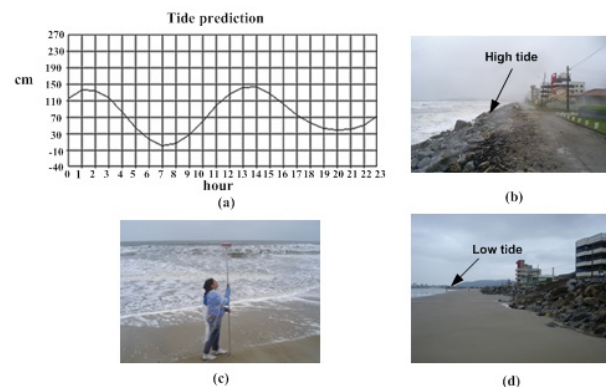 Tide prediction
cm
270
230
190
150
110
70
30
-10
-40
0 1 2 3 4 5 6 7 8 9 10 11 12 13 14 15 16 17 18 19 20 21 22 23
hour
(a)
High tide
(b)
(c)
Low tide
(d)